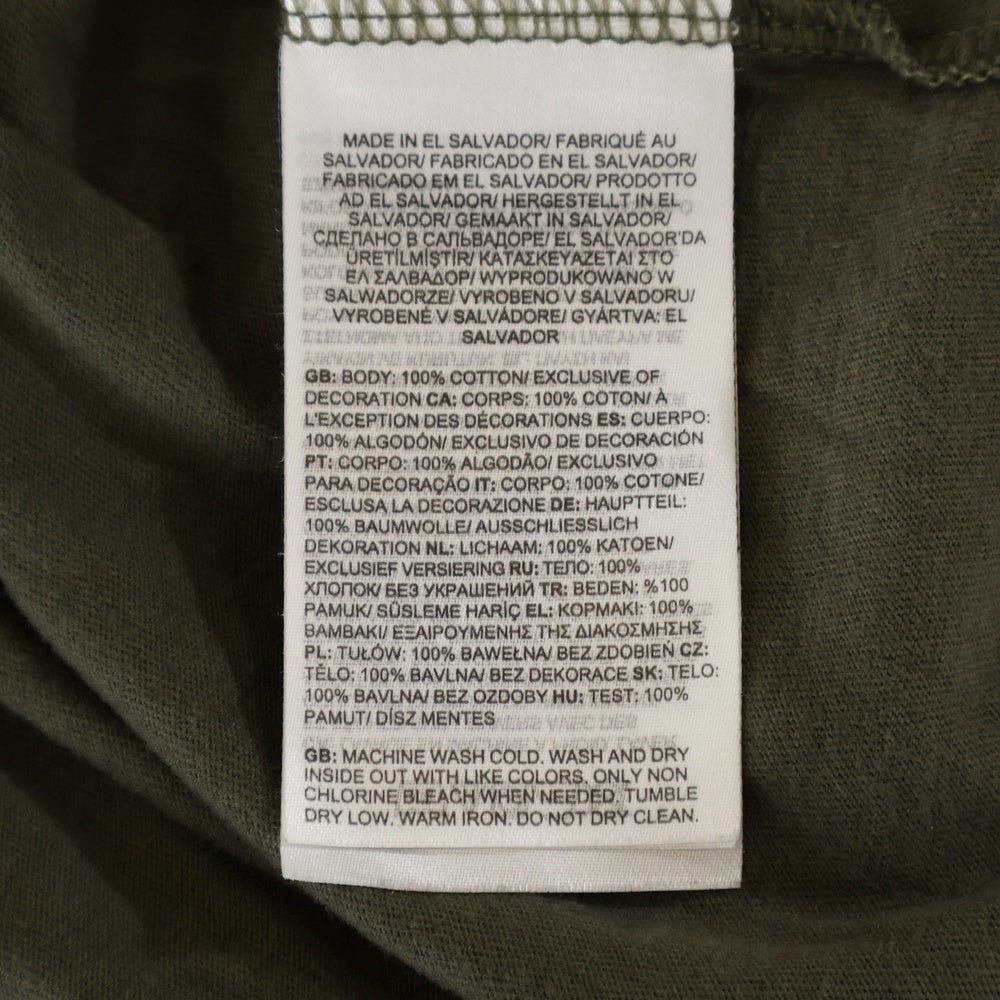 MADE IN EL SALVADOR/ FABRIQUÉ AU
SALVADOR/ FABRICADO EN EL SALVADOR/
FABRICADO EM EL SALVADOR/ PRODOTTO
AD EL SALVADOR/ HERGESTELLT IN EL
SALVADOR/ GEMAAKT IN SALVADOR/
СДЕЛАНО В САЛЬВАДОРЕ/ EL SALVADOR'DA
ÜRETİLMİŞTİR/ ΚΑΤΑΣΚΕΥΑΖΕΤΑΙ ΣΤΟ
ΕΛ ΣΑΛΒΑΔΟΡ/ WYPRODUKOWANO W
SALWADORZE/ VYROBENO V SALVADORU/
VYROBENÉ V SALVÁDORE/ GYÁRTVA: EL
SALVADOR
GB: BODY: 100% COTTON/ EXCLUSIVE OF
DECORATION CA: CORPS: 100% COTON/ À
L'EXCEPTION DES DÉCORATIONS ES: CUERPO:
100% ALGODÓN/ EXCLUSIVO DE DECORACIÓN
PT: CORPO: 100% ALGODÃO/ EXCLUSIVO
PARA DECORAÇÃO IT: CORPO: 100% COTONE/
ESCLUSA LA DECORAZIONE DE: HAUPTTEIL:
100% BAUMWOLLE/ AUSSCHLIESSLICH
DEKORATION NL: LICHAAM: 100% KATOEN/
EXCLUSIEF VERSIERING RU: ТЕЛО: 100%
ХЛОПОК/ БЕЗ УКРАШЕНИЙ TR: BEDEN: %100
PAMUK/ SÜSLEME HARİÇ EL: ΚΟΡΜΑΚΙ: 100%
ΒΑΜΒΑΚΙ/ ΕΞΑΙΡΟΥΜΕΝΗΣ ΤΗΣ ΔΙΑΚΟΣΜΗΣΗΣ
PL: TUŁÓW: 100% BAWEŁNA/ BEZ ZDOBIEŃ CZ:
TĚLO: 100% BAVLNA/ BEZ DEKORACE SK: TELO:
100% BAVLNA/ BEZ OZDOBY HU: TEST: 100%
PAMUT/ DÍSZ MENTES
GB: MACHINE WASH COLD. WASH AND DRY
INSIDE OUT WITH LIKE COLORS. ONLY NON
CHLORINE BLEACH WHEN NEEDED. TUMBLE
DRY LOW. WARM IRON. DO NOT DRY CLEAN.